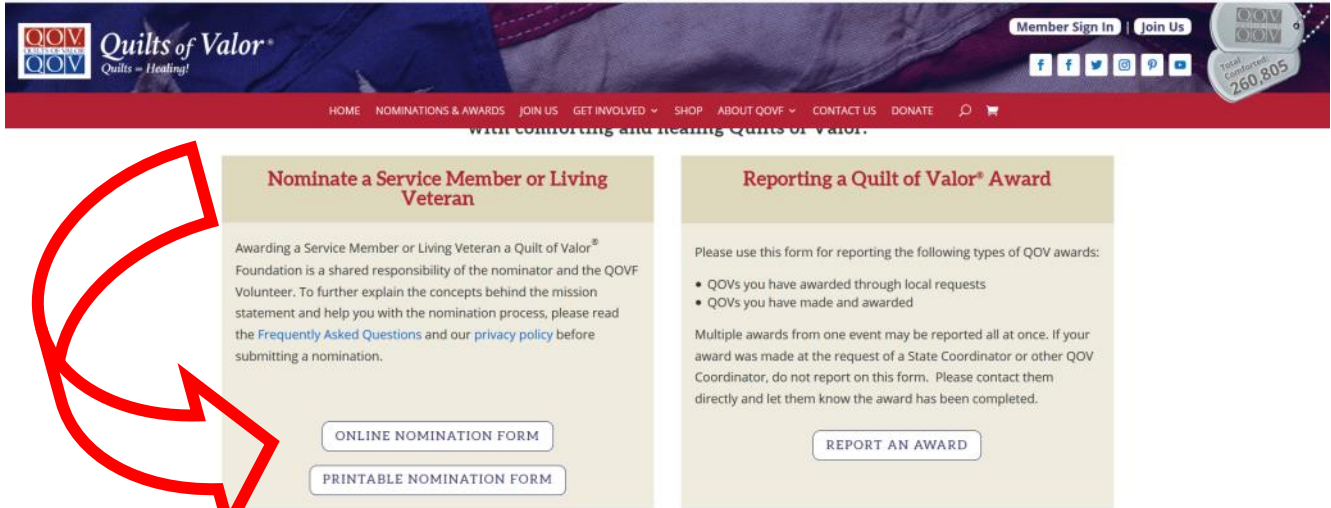 QOV
QUILTS OF VALOR
QOV
Quilts of Valor®
Quilts = Healing!
Member Sign In | Join Us
QOV
QOV
Total
Comforted:
260,805
HOME NOMINATIONS & AWARDS JOIN US GET INVOLVED SHOP ABOUT QOVF CONTACT US DONATE
with comforting and healing Quilts of Valor.
Nominate a Service Member or Living
Veteran
Awarding a Service Member or Living Veteran a Quilt of Valor®
Foundation is a shared responsibility of the nominator and the QOVF
Volunteer. To further explain the concepts behind the mission
statement and help you with the nomination process, please read
the Frequently Asked Questions and our privacy policy before
submitting a nomination.
ONLINE NOMINATION FORM
PRINTABLE NOMINATION FORM
Reporting a Quilt of Valor® Award
Please use this form for reporting the following types of QOV awards:
• QOVs you have awarded through local requests
• QOVs you have made and awarded
Multiple awards from one event may be reported all at once. If your
award was made at the request of a State Coordinator or other QOV
Coordinator, do not report on this form. Please contact them
directly and let them know the award has been completed.
REPORT AN AWARD